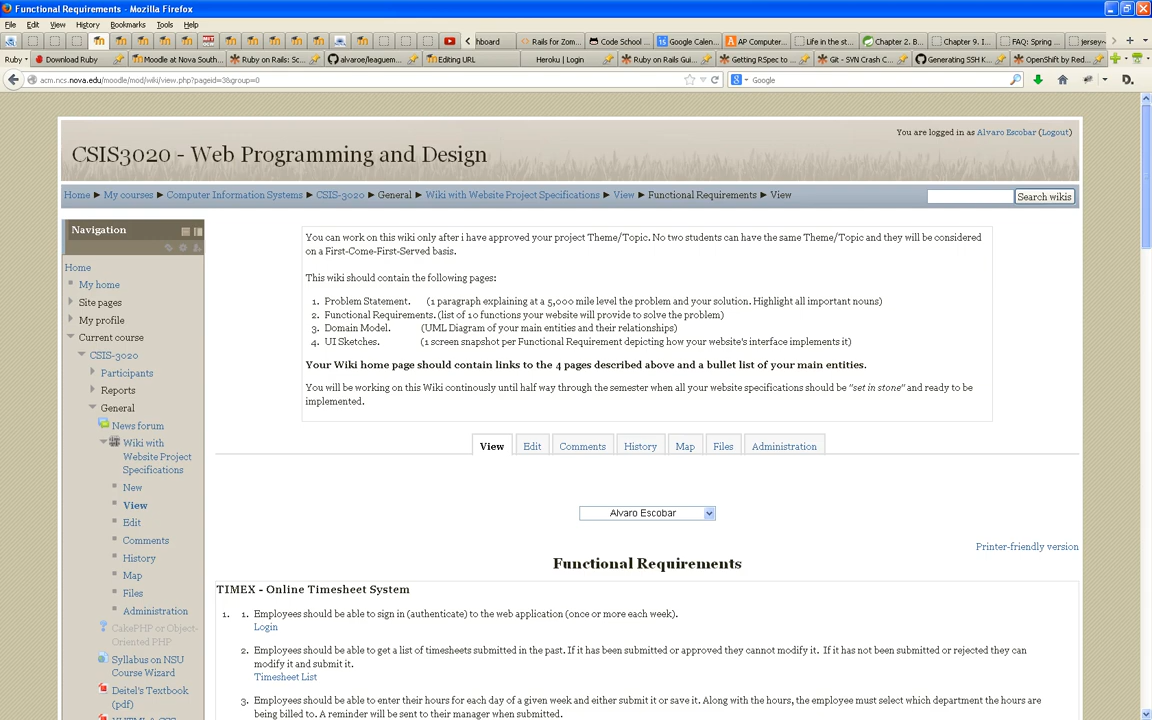 Functional Requirements - Mozilla Firefox
File Edit View History Bookmarks Tools Help
hboard Rails for Zom... Code School ... Google Calen... AP Computer... Life in the st... Chapter 2. B... Chapter 9. I... FAQ: Spring ... jersey-
Ruby Download Ruby Moodle at Nova South... Ruby on Rails: Sc... alvaroe/leaguem... Editing URL Heroku | Login Ruby on Rails Gui... Getting RSpec to ... Git - SVN Crash C... Generating SSH K... OpenShift by Red...
acm.ncs.nova.edu/moodle/mod/wiki/view.php?pageid=3&group=0 Google
You are logged in as Alvaro Escobar (Logout)
CSIS3020 - Web Programming and Design
Home ► My courses ► Computer Information Systems ► CSIS-3020 ► General ► Wiki with Website Project Specifications ► View ► Functional Requirements ► View Search wikis
Navigation
Home
My home
Site pages
My profile
Current course
CSIS-3020
Participants
Reports
General
News forum
Wiki with
Website Project
Specifications
New
View
Edit
Comments
History
Map
Files
Administration
CakePHP or Object-
Oriented PHP
Syllabus on NSU
Course Wizard
Deitel's Textbook
(pdf)
You can work on this wiki only after i have approved your project Theme/Topic. No two students can have the same Theme/Topic and they will be considered
on a First-Come-First-Served basis.
This wiki should contain the following pages:
1. Problem Statement. (1 paragraph explaining at a 5,000 mile level the problem and your solution. Highlight all important nouns)
2. Functional Requirements. (list of 10 functions your website will provide to solve the problem)
3. Domain Model. (UML Diagram of your main entities and their relationships)
4. UI Sketches. (1 screen snapshot per Functional Requirement depicting how your website's interface implements it)
Your Wiki home page should contain links to the 4 pages described above and a bullet list of your main entities.
You will be working on this Wiki continously until half way through the semester when all your website specifications should be "set in stone" and ready to be
implemented.
View Edit Comments History Map Files Administration
Alvaro Escobar
Printer-friendly version
Functional Requirements
TIMEX - Online Timesheet System
1. 1. Employees should be able to sign in (authenticate) to the web application (once or more each week).
Login
2. Employees should be able to get a list of timesheets submitted in the past. If it has been submitted or approved they cannot modify it. If it has not been submitted or rejected they can
modify it and submit it.
Timesheet List
3. Employees should be able to enter their hours for each day of a given week and either submit it or save it. Along with the hours, the employee must select which department the hours are
being billed to. A reminder will be sent to their manager when submitted.